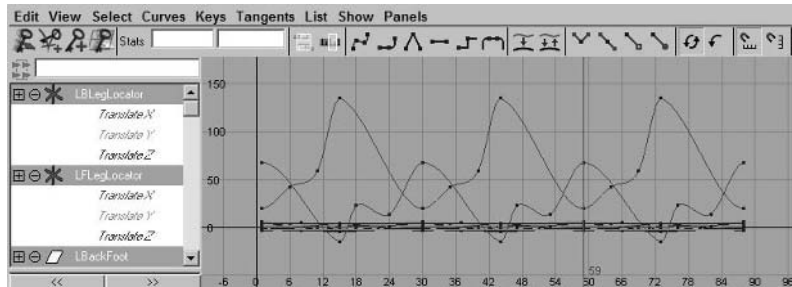 Edit View Select Curves Keys Tangents List Show Panels
Stats
LBLegLocator
Translate X
Translate Y
Translate Z
LFLegLocator
Translate X
Translate Y
Translate Z
LBackFoot
<< >>
150
100
50
0
59
-6 0 6 12 18 24 30 36 42 48 54 60 66 72 78 84 90 96